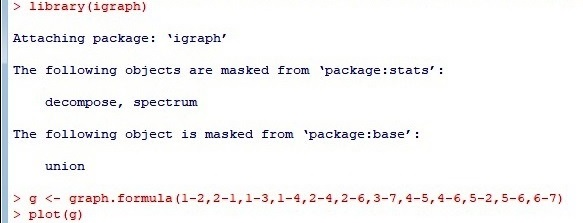 > library(igraph)
Attaching package: ‘igraph’
The following objects are masked from ‘package:stats’:
decompose, spectrum
The following object is masked from ‘package:base’:
union
> g <- graph.formula(1-2,2-1,1-3,1-4,2-4,2-6,3-7,4-5,4-6,5-2,5-6,6-7)
> plot(g)